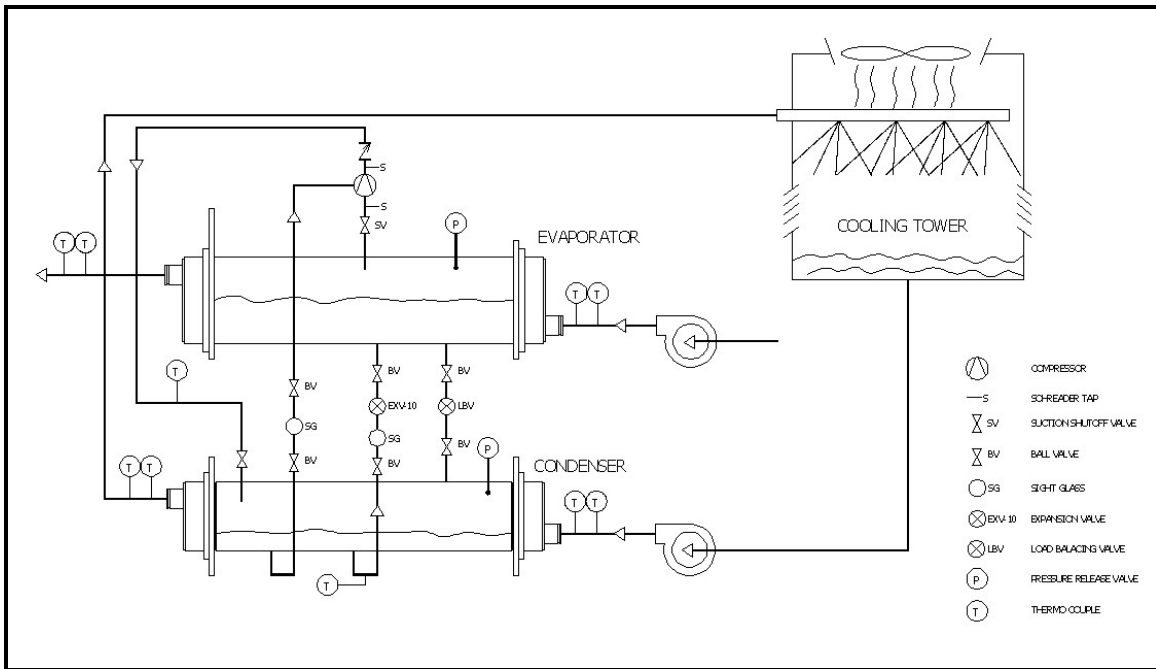 S
S
SV
P
EVAPORATOR
COOLING TOWER
T T
T T
T
BV
BV
BV
EXV-10
LBV
SG
SG
BV
BV
BV
P
CONDENSER
T T
T T
T
COMPRESSOR
S SCHREADER TAP
SV SUCTION SHUTOFF VALVE
BV BALL VALVE
SG SIGHT GLASS
EXV-10 EXPANSION VALVE
LBV LOAD BALACING VALVE
P PRESSURE RELEASE VALVE
T THERMO COUPLE